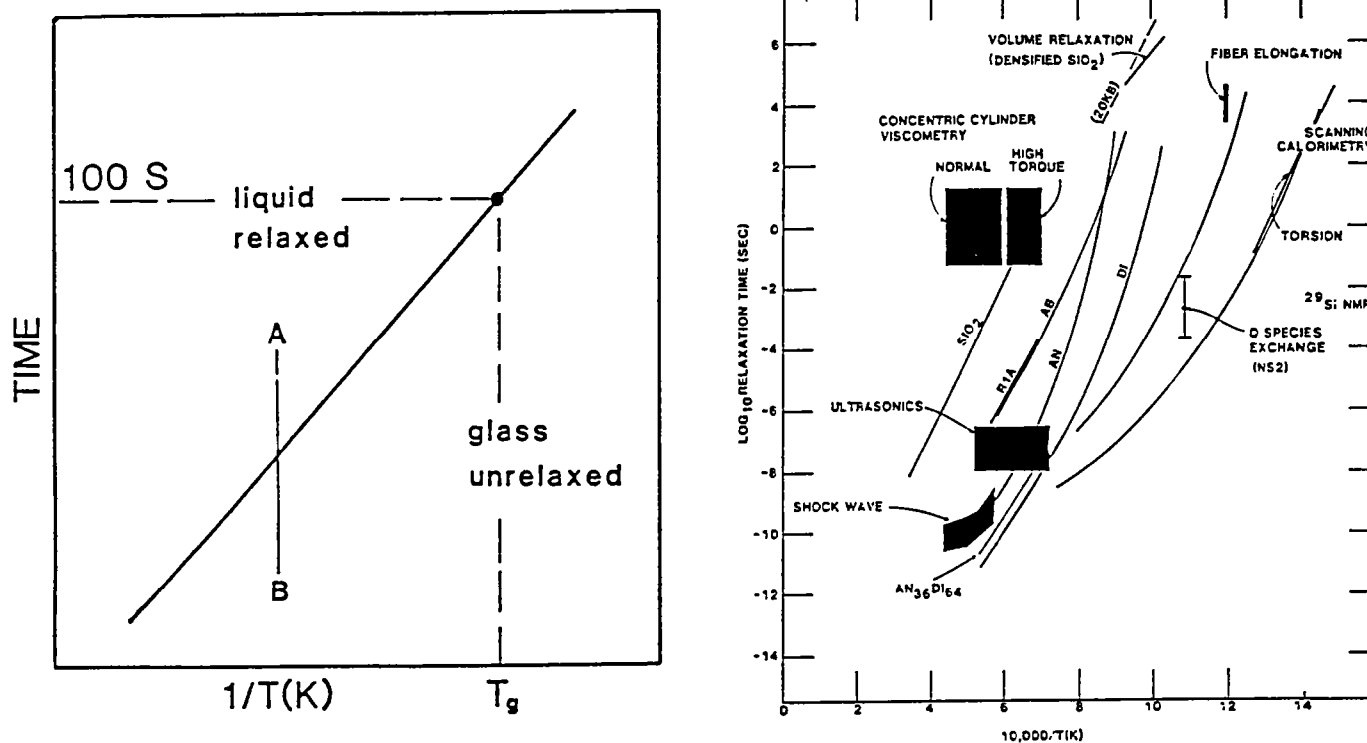 100 S
liquid
relaxed
A
B
glass
unrelaxed
TIME
1/T(K)
Tg
6
4
2
0
-2
-4
-6
-8
-10
-12
-14
LOG10 RELAXATION TIME (SEC)
VOLUME RELAXATION
(DENSIFIED SIO2)
(20KB)
FIBER ELONGATION
CONCENTRIC CYLINDER
VISCOMETRY
NORMAL
HIGH
TORQUE
SCANNING
CALORIMETRY
TORSION
DI
AB
SIO2
AN
R1A
29Si NMR
Q SPECIES
EXCHANGE
(NS2)
ULTRASONICS
SHOCK WAVE
AN36DI64
0
2
4
6
8
10
12
14
10,000/T(K)